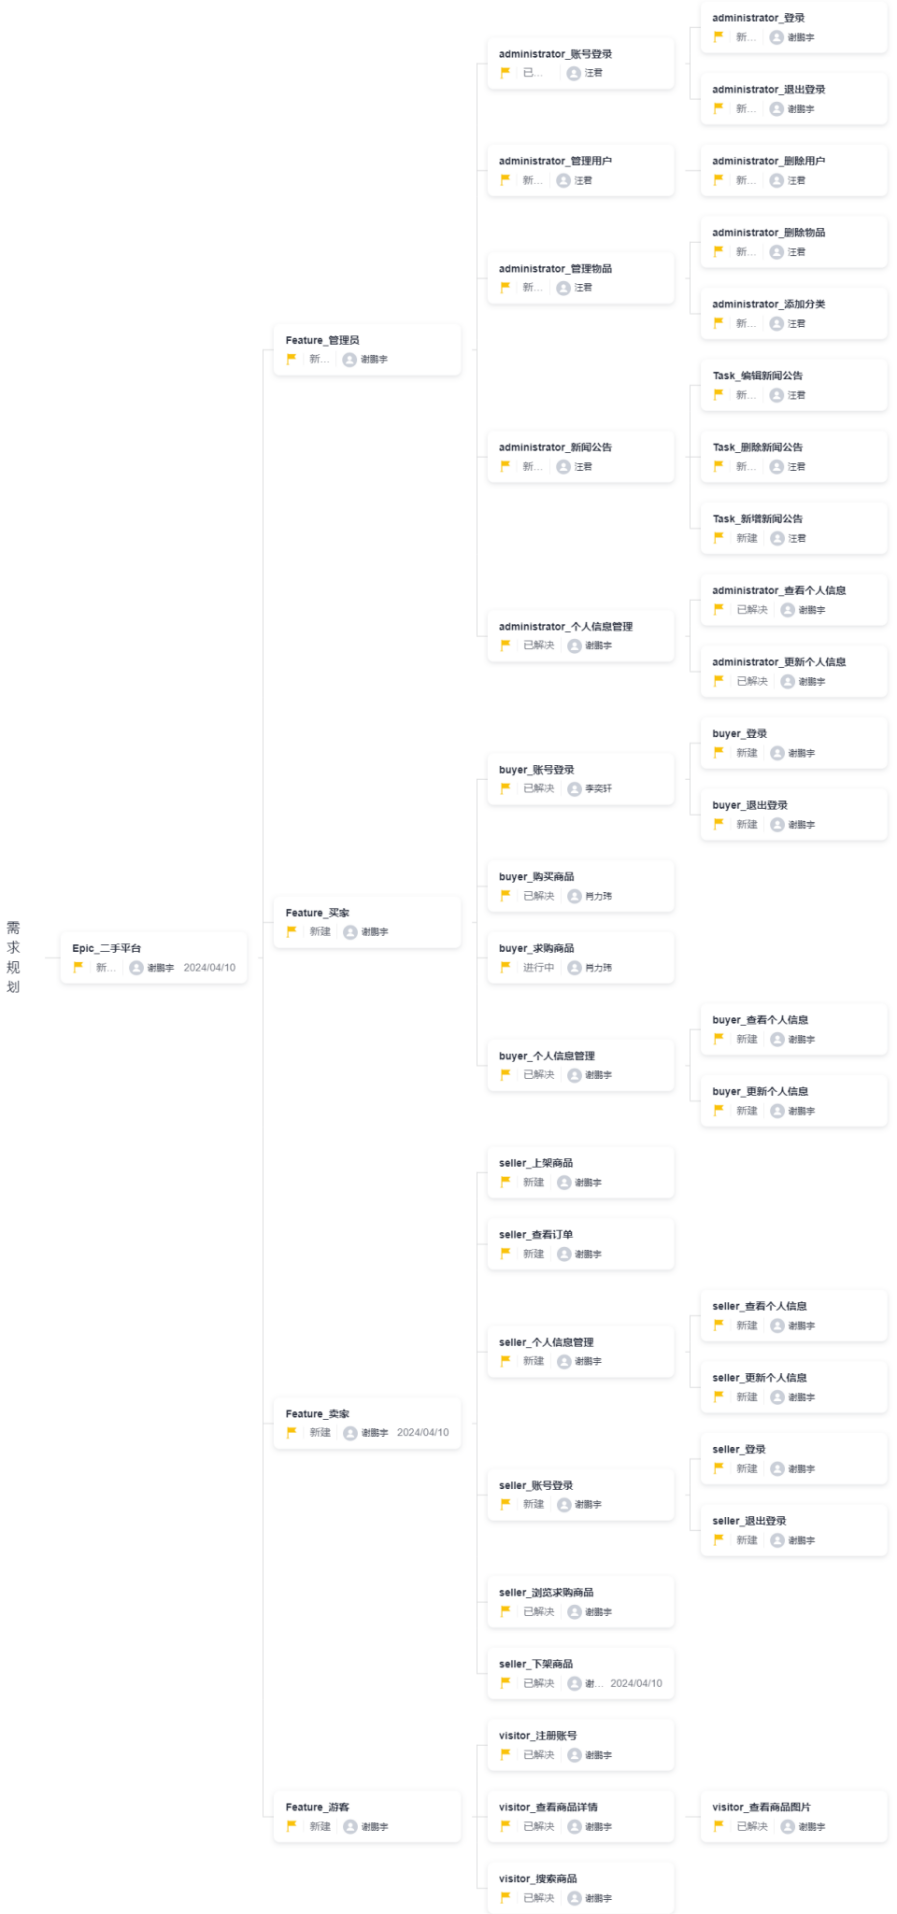 需求规划
Epic_二手平台
新... 谢鹏宇 2024/04/10
Feature_管理员
新... 谢鹏宇
administrator_账号登录
已... 汪君
administrator_登录
新... 谢鹏宇
administrator_退出登录
新... 谢鹏宇
administrator_管理用户
新... 汪君
administrator_删除用户
新... 汪君
administrator_管理物品
新... 汪君
administrator_删除物品
新... 汪君
administrator_添加分类
新... 汪君
administrator_新闻公告
新... 汪君
Task_编辑新闻公告
新... 汪君
Task_删除新闻公告
新... 汪君
Task_新增新闻公告
新建 汪君
administrator_个人信息管理
已解决 谢鹏宇
administrator_查看个人信息
已解决 谢鹏宇
administrator_更新个人信息
已解决 谢鹏宇
Feature_买家
新建 谢鹏宇
buyer_账号登录
已解决 李奕轩
buyer_登录
新建 谢鹏宇
buyer_退出登录
新建 谢鹏宇
buyer_购买商品
已解决 肖力玮
buyer_求购商品
进行中 肖力玮
buyer_个人信息管理
已解决 谢鹏宇
buyer_查看个人信息
新建 谢鹏宇
buyer_更新个人信息
新建 谢鹏宇
Feature_卖家
新建 谢鹏宇 2024/04/10
seller_上架商品
新建 谢鹏宇
seller_查看订单
新建 谢鹏宇
seller_个人信息管理
新建 谢鹏宇
seller_查看个人信息
新建 谢鹏宇
seller_更新个人信息
新建 谢鹏宇
seller_账号登录
新建 谢鹏宇
seller_登录
新建 谢鹏宇
seller_退出登录
新建 谢鹏宇
seller_浏览求购商品
已解决 谢鹏宇
seller_下架商品
已解决 谢... 2024/04/10
Feature_游客
新建 谢鹏宇
visitor_注册账号
已解决 谢鹏宇
visitor_查看商品详情
已解决 谢鹏宇
visitor_查看商品图片
已解决 谢鹏宇
visitor_搜索商品
已解决 谢鹏宇